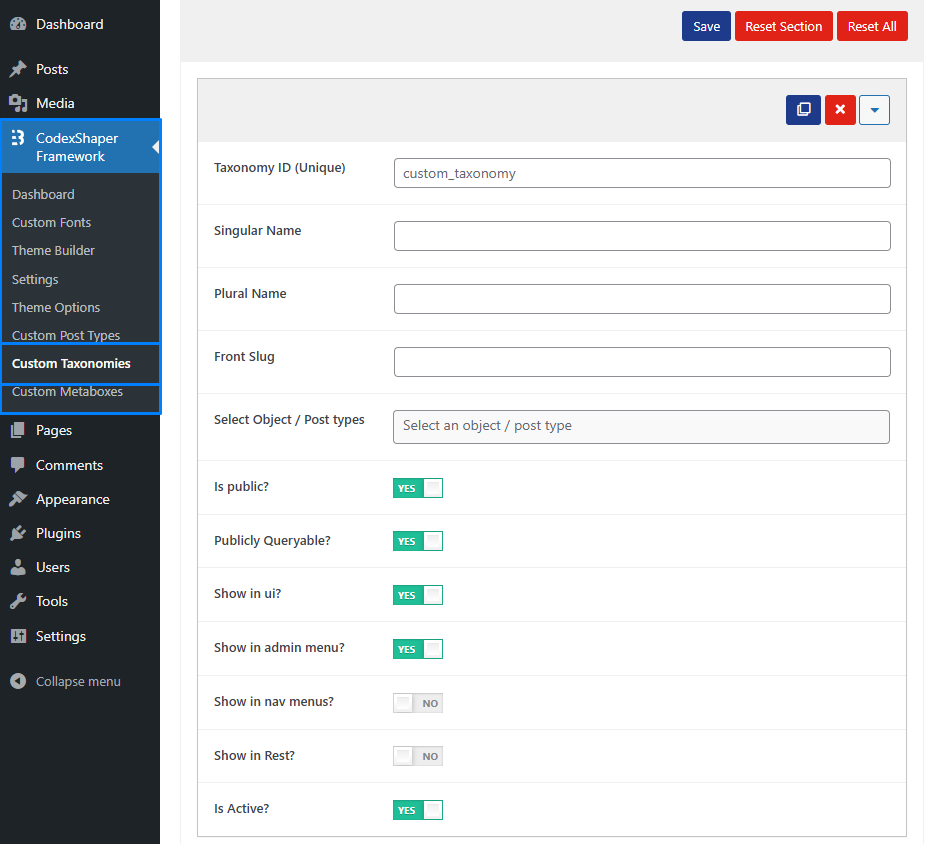 Dashboard
Posts
Media
CodexShaper
Framework
Dashboard
Custom Fonts
Theme Builder
Settings
Theme Options
Custom Post Types
Custom Taxonomies
Custom Metaboxes
Pages
Comments
Appearance
Plugins
Users
Tools
Settings
Collapse menu
Save Reset Section Reset All
Taxonomy ID (Unique) custom_taxonomy
Singular Name
Plural Name
Front Slug
Select Object / Post types Select an object / post type
Is public? YES
Publicly Queryable? YES
Show in ui? YES
Show in admin menu? YES
Show in nav menus? NO
Show in Rest? NO
Is Active? YES